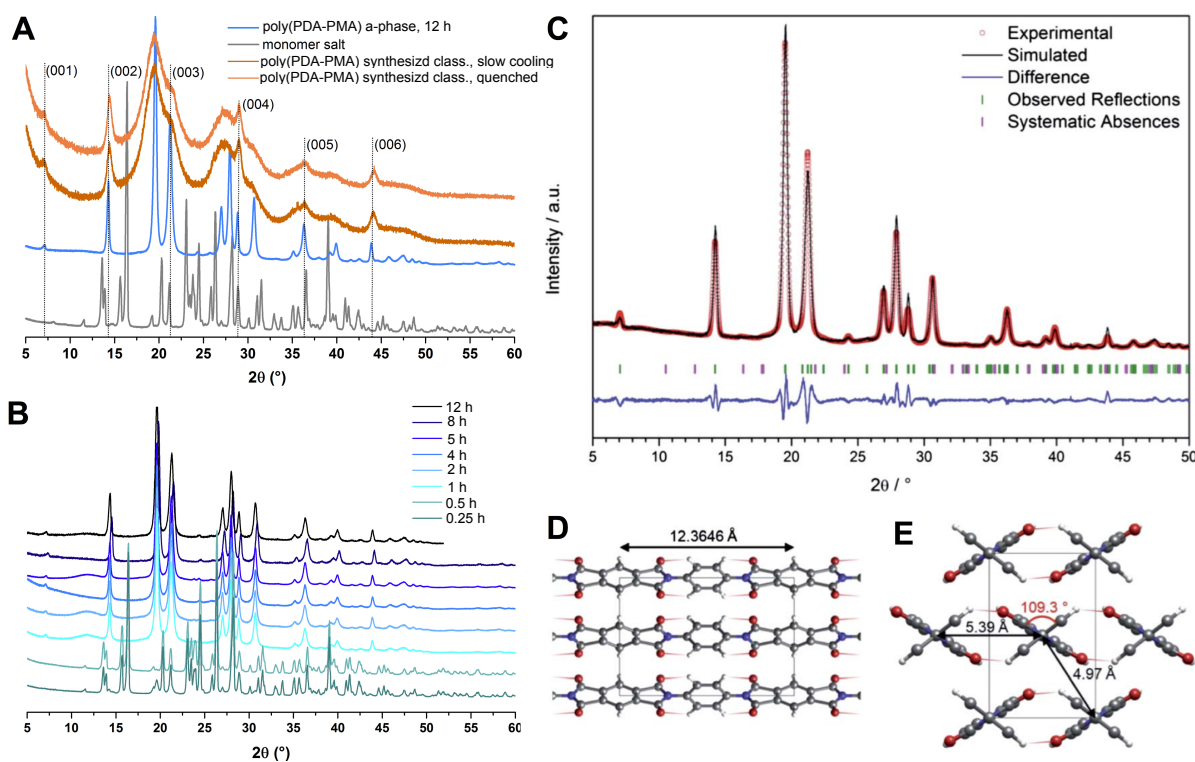 A
poly(PDA-PMA) a-phase, 12 h
monomer salt
poly(PDA-PMA) synthesizd class., slow cooling
poly(PDA-PMA) synthesizd class., quenched
(001)
(002)
(003)
(004)
(005)
(006)
5 10 15 20 25 30 35 40 45 50 55 60
2θ (°)
B
12 h
8 h
5 h
4 h
2 h
1 h
0.5 h
0.25 h
5 10 15 20 25 30 35 40 45 50 55 60
2θ (°)
C
Experimental
Simulated
Difference
Observed Reflections
Systematic Absences
Intensity / a.u.
5 10 15 20 25 30 35 40 45 50
2θ / °
D
12.3646 Å
E
109.3 °
5.39 Å
4.97 Å